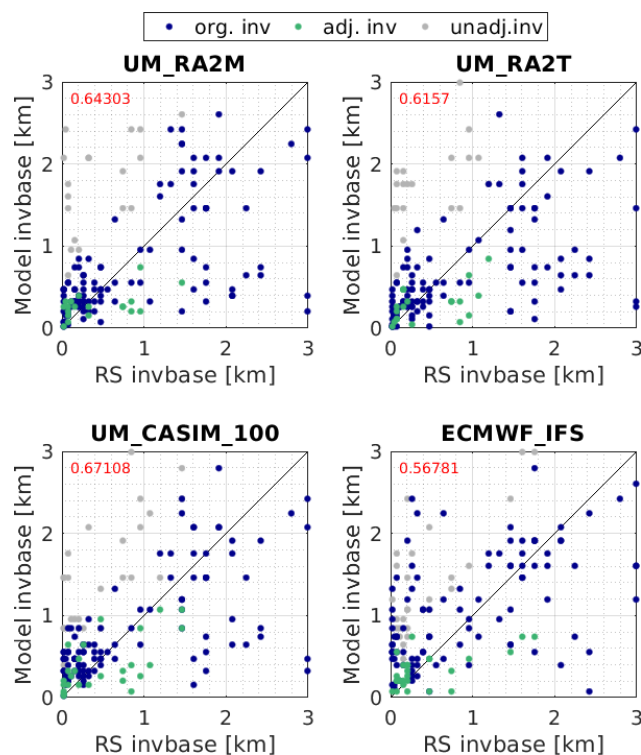 org. inv adj. inv unadj.inv
UM_RA2M
UM_RA2T
3
2
1
0
0 1 2 3
0.64303
Model invbase [km]
RS invbase [km]
3
2
1
0
0 1 2 3
0.6157
Model invbase [km]
RS invbase [km]
UM_CASIM_100
ECMWF_IFS
3
2
1
0
0 1 2 3
0.67108
Model invbase [km]
RS invbase [km]
3
2
1
0
0 1 2 3
0.56781
Model invbase [km]
RS invbase [km]